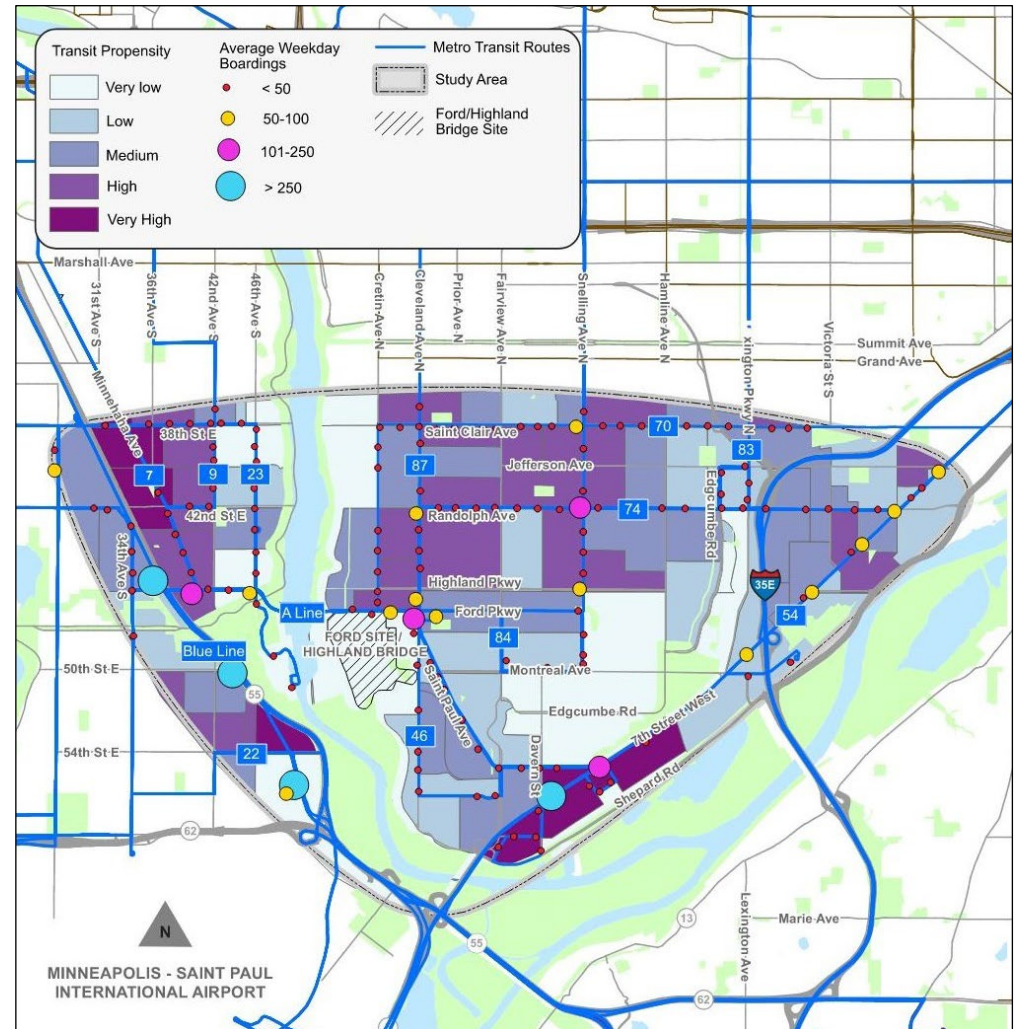 Transit Propensity
Very low
Low
Medium
High
Very High
Average Weekday
Boardings
< 50
50-100
101-250
> 250
Metro Transit Routes
Study Area
Ford/Highland
Bridge Site
Marshall Ave
31st Ave S
36th Ave S
42nd Ave S
46th Ave S
Cretin Ave N
Cleveland Ave N
Prior Ave N
Fairview Ave N
Snelling Ave N
Hamline Ave N
xington Pkwy N
Victoria St S
Summit Ave
Grand Ave
Minnehaha Ave
38th St E
Saint Clair Ave
70
83
7
9
23
87
Jefferson Ave
Edgcumbe Rd
42nd St E
Randolph Ave
74
34th Ave S
Highland Pkwy
35E
A Line
Ford Pkwy
54
FORD SITE /
HIGHLAND BRIDGE
84
Blue Line
50th St E
Montreal Ave
55
Saint Paul Ave
Edgcumbe Rd
7th Street West
46
Davern St
22
54th St E
Shepard Rd
62
N
MINNEAPOLIS - SAINT PAUL
INTERNATIONAL AIRPORT
Lexington Ave
13
Marie Ave
55
62